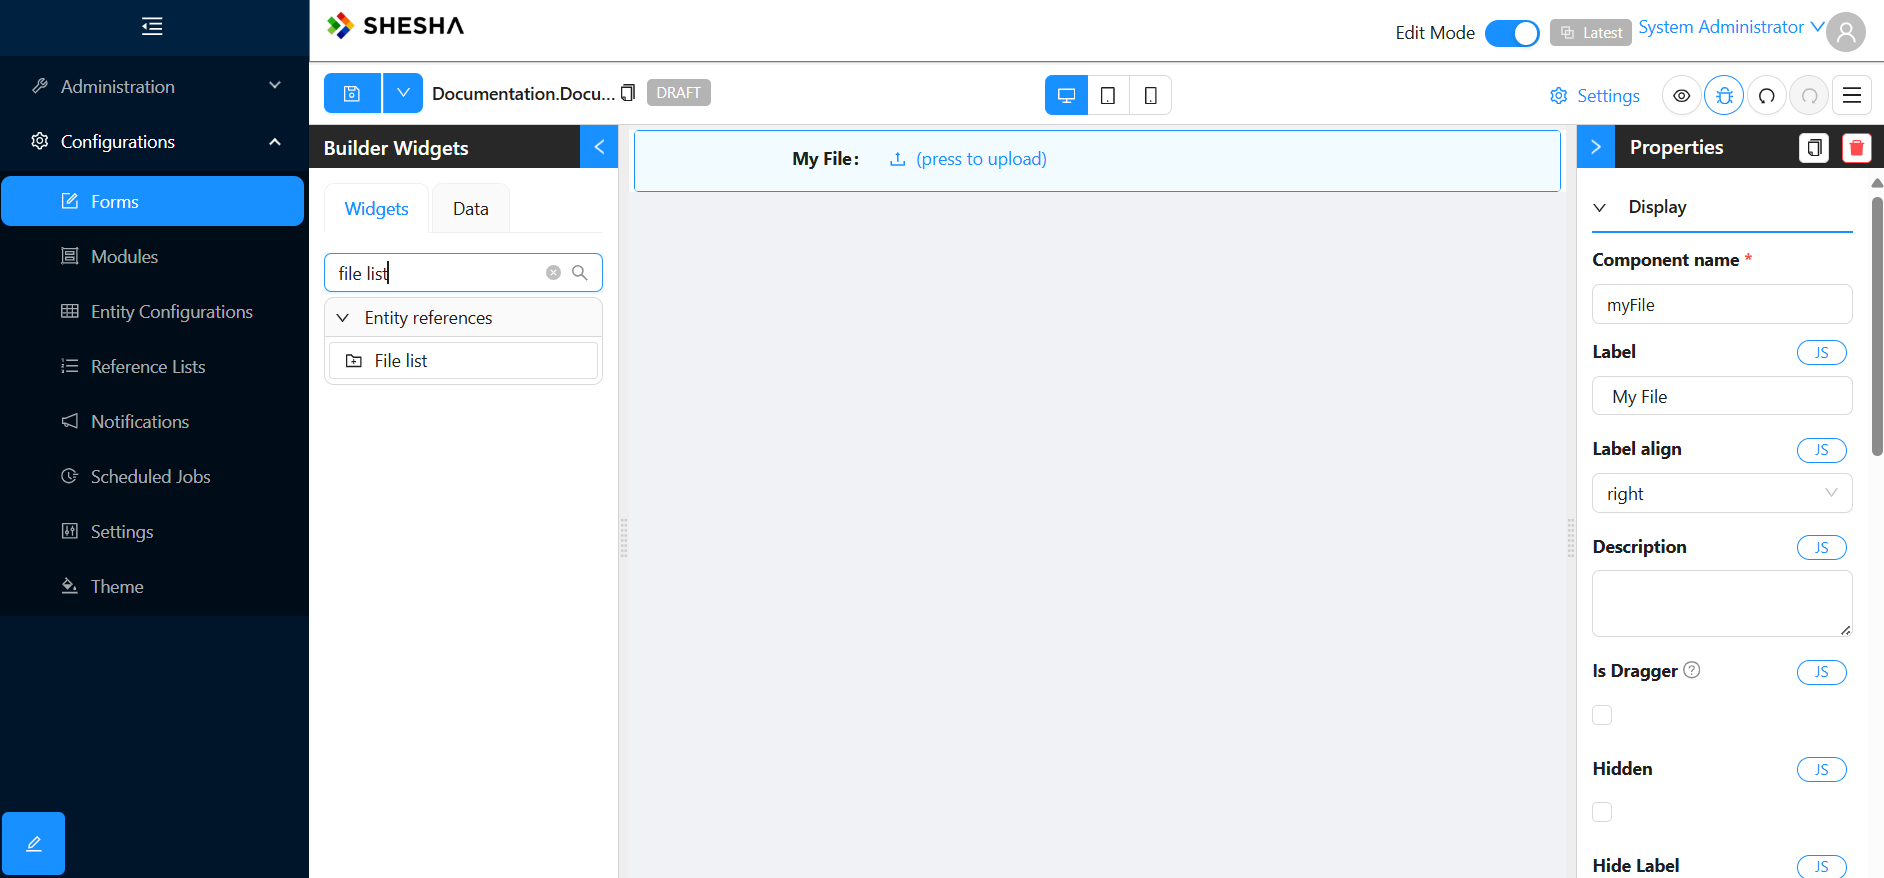 SHESHA
Edit Mode
Latest
System Administrator
Administration
Configurations
Forms
Modules
Entity Configurations
Reference Lists
Notifications
Scheduled Jobs
Settings
Theme
Documentation.Docu...
DRAFT
Settings
Builder Widgets
Widgets
Data
file list
Entity references
File list
My File:
(press to upload)
Properties
Display
Component name *
myFile
Label
JS
My File
Label align
JS
right
Description
JS
Is Dragger
JS
Hidden
JS
Hide Label
JS